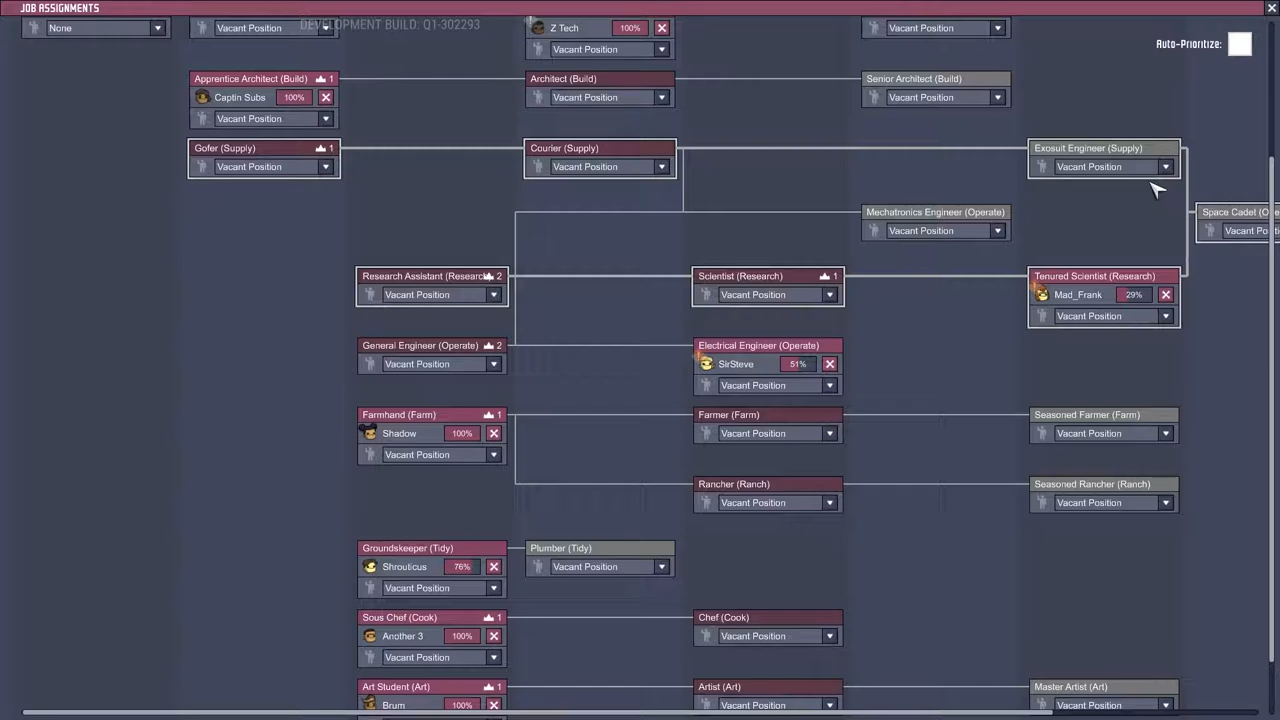 JOB ASSIGNMENTS
DEVELOPMENT BUILD: Q1-302293
None
Vacant Position
Z Tech 100%
Vacant Position
Vacant Position
Auto-Prioritize:
Apprentice Architect (Build) 1
Captin Subs 100%
Vacant Position
Architect (Build)
Vacant Position
Senior Architect (Build)
Vacant Position
Gofer (Supply) 1
Vacant Position
Courier (Supply)
Vacant Position
Exosuit Engineer (Supply)
Vacant Position
Mechatronics Engineer (Operate)
Vacant Position
Space Cadet (Ope
Vacant Posti
Research Assistant (Research 2
Vacant Position
Scientist (Research) 1
Vacant Position
Tenured Scientist (Research)
Mad_Frank 29%
Vacant Position
General Engineer (Operate) 2
Vacant Position
Electrical Engineer (Operate)
SirSteve 51%
Vacant Position
Farmhand (Farm) 1
Shadow 100%
Vacant Position
Farmer (Farm)
Vacant Position
Seasoned Farmer (Farm)
Vacant Position
Rancher (Ranch)
Vacant Position
Seasoned Rancher (Ranch)
Vacant Position
Groundskeeper (Tidy)
Shrouticus 76%
Vacant Position
Plumber (Tidy)
Vacant Position
Sous Chef (Cook) 1
Another 3 100%
Vacant Position
Chef (Cook)
Vacant Position
Art Student (Art) 1
Brum 100%
Artist (Art)
Vacant Position
Master Artist (Art)
Vacant Position